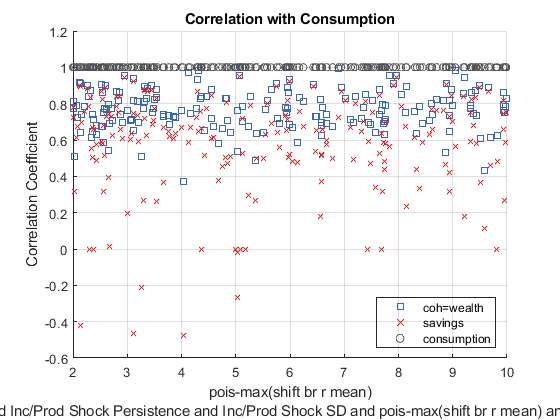 Correlation with Consumption
1.2
1
0.8
0.6
0.4
0.2
0
-0.2
-0.4
-0.6
Correlation Coefficient
coh=wealth
savings
consumption
2 3 4 5 6 7 8 9 10
pois-max(shift br r mean)
d Inc/Prod Shock Persistence and Inc/Prod Shock SD and pois-max(shift br r mean) an